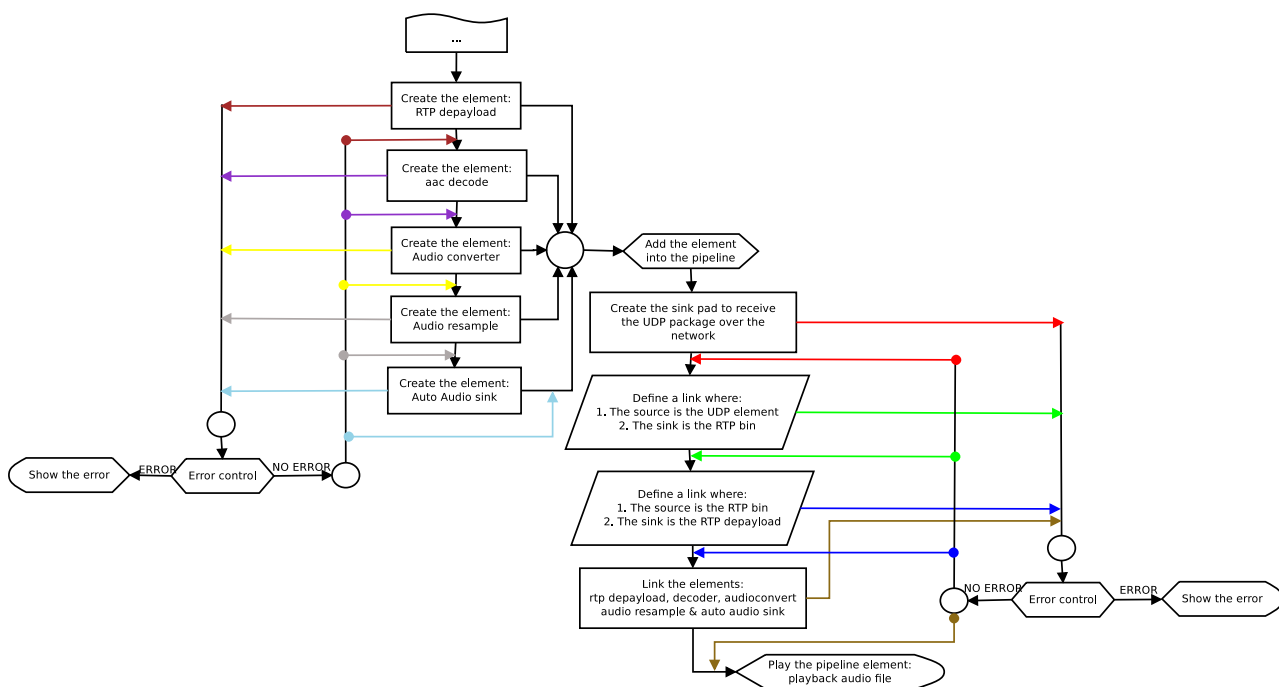 ...
Create the element:
RTP depayload
Create the element:
aac decode
Create the element:
Audio converter
Create the element:
Audio resample
Create the element:
Auto Audio sink
Add the element
into the pipeline
Create the sink pad to receive
the UDP package over the
network
Define a link where:
1. The source is the UDP element
2. The sink is the RTP bin
Show the error
ERROR
Error control
NO ERROR
Define a link where:
1. The source is the RTP bin
2. The sink is the RTP depayload
Link the elements:
rtp depayload, decoder, audioconvert
audio resample & auto audio sink
NO ERROR
Error control
ERROR
Show the error
Play the pipeline element:
playback audio file